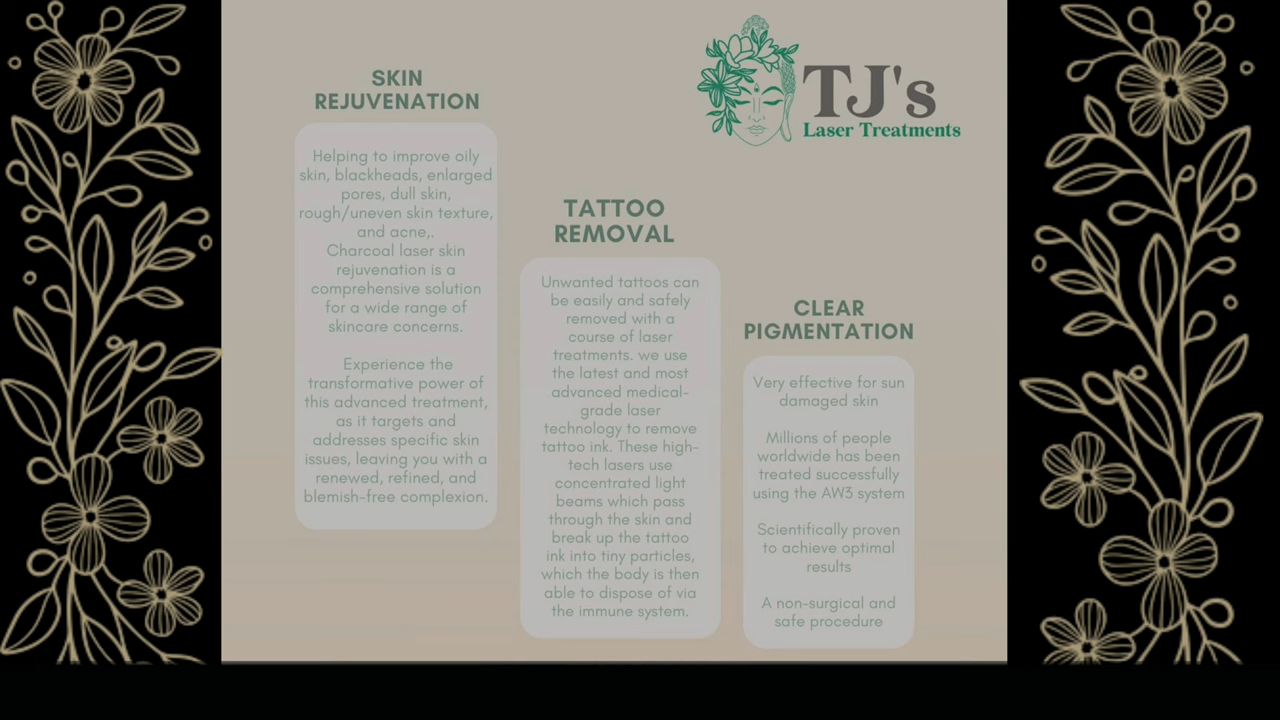 TJ's
Laser Treatments
SKIN
REJUVENATION
Helping to improve oily
skin, blackheads, enlarged
pores, dull skin,
rough/uneven skin texture,
and acne,.
Charcoal laser skin
rejuvenation is a
comprehensive solution
for a wide range of
skincare concerns.
Experience the
transformative power of
this advanced treatment,
as it targets and
addresses specific skin
issues, leaving you with a
renewed, refined, and
blemish-free complexion.
TATTOO
REMOVAL
Unwanted tattoos can
be easily and safely
removed with a
course of laser
treatments. we use
the latest and most
advanced medical-
grade laser
technology to remove
tattoo ink. These high-
tech lasers use
concentrated light
beams which pass
through the skin and
break up the tattoo
ink into tiny particles,
which the body is then
able to dispose of via
the immune system.
CLEAR
PIGMENTATION
Very effective for sun
damaged skin
Millions of people
worldwide has been
treated successfully
using the AW3 system
Scientifically proven
to achieve optimal
results
A non-surgical and
safe procedure